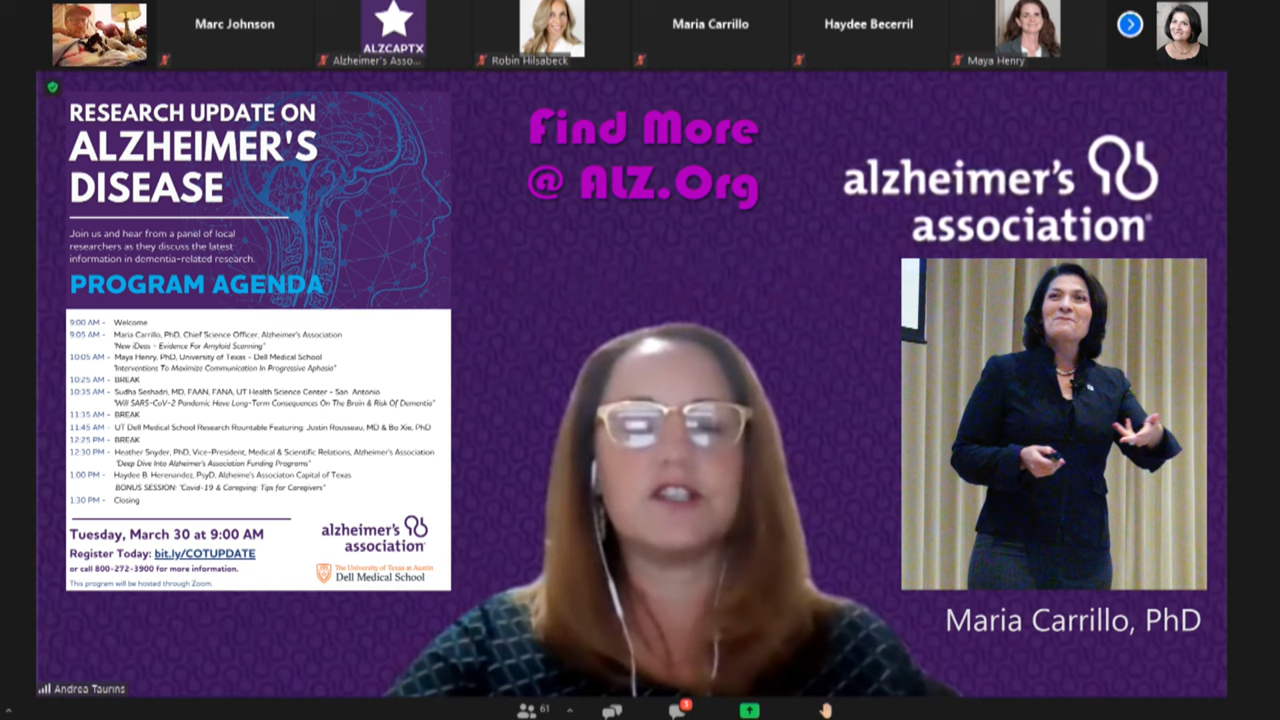 Marc Johnson
ALZCAPTX
Alzheimer's Asso...
Robin Hilsabeck
Maria Carrillo
Haydee Becerril
Maya Henry
RESEARCH UPDATE ON
ALZHEIMER'S
DISEASE
Join us and hear from a panel of local
researchers as they discuss the latest
information in dementia-related research.
PROGRAM AGENDA
9:00 AM - Welcome
9:05 AM - Maria Carrillo, PhD, Chief Science Officer, Alzheimer's Association
"New iDeas - Evidence For Amyloid Scanning"
10:05 AM - Maya Henry, PhD, University of Texas - Dell Medical School
"Interventions To Maximize Communication In Progressive Aphasia"
10:25 AM - BREAK
10:35 AM - Sudha Seshadri, MD, FAAN, FANA, UT Health Science Center - San Antonio
"Will SARS-CoV-2 Pandemic Have Long-Term Consequences On The Brain & Risk Of Dementia"
11:35 AM - BREAK
11:45 AM - UT Dell Medical School Research Rountable Featuring: Justin Rousseau, MD & Bo Xie, PhD
12:25 PM - BREAK
12:30 PM - Heather Snyder, PhD, Vice-President, Medical & Scientific Relations, Alzheimer's Association
"Deep Dive Into Alzheimer's Association Funding Programs"
1:00 PM - Haydee B. Herenandez, PsyD, Alzheime's Associaton Capital of Texas
BONUS SESSION: "Covid-19 & Caregving: Tips for Caregivers"
1:30 PM - Closing
Tuesday, March 30 at 9:00 AM
Register Today: bit.ly/COTUPDATE
or call 800-272-3900 for more information.
This program will be hosted through Zoom.
alzheimer's
association
The University of Texas at Austin
Dell Medical School
Find More
@ ALZ.Org
alzheimer's
association®
Maria Carrillo, PhD
Andrea Taurins
61
3